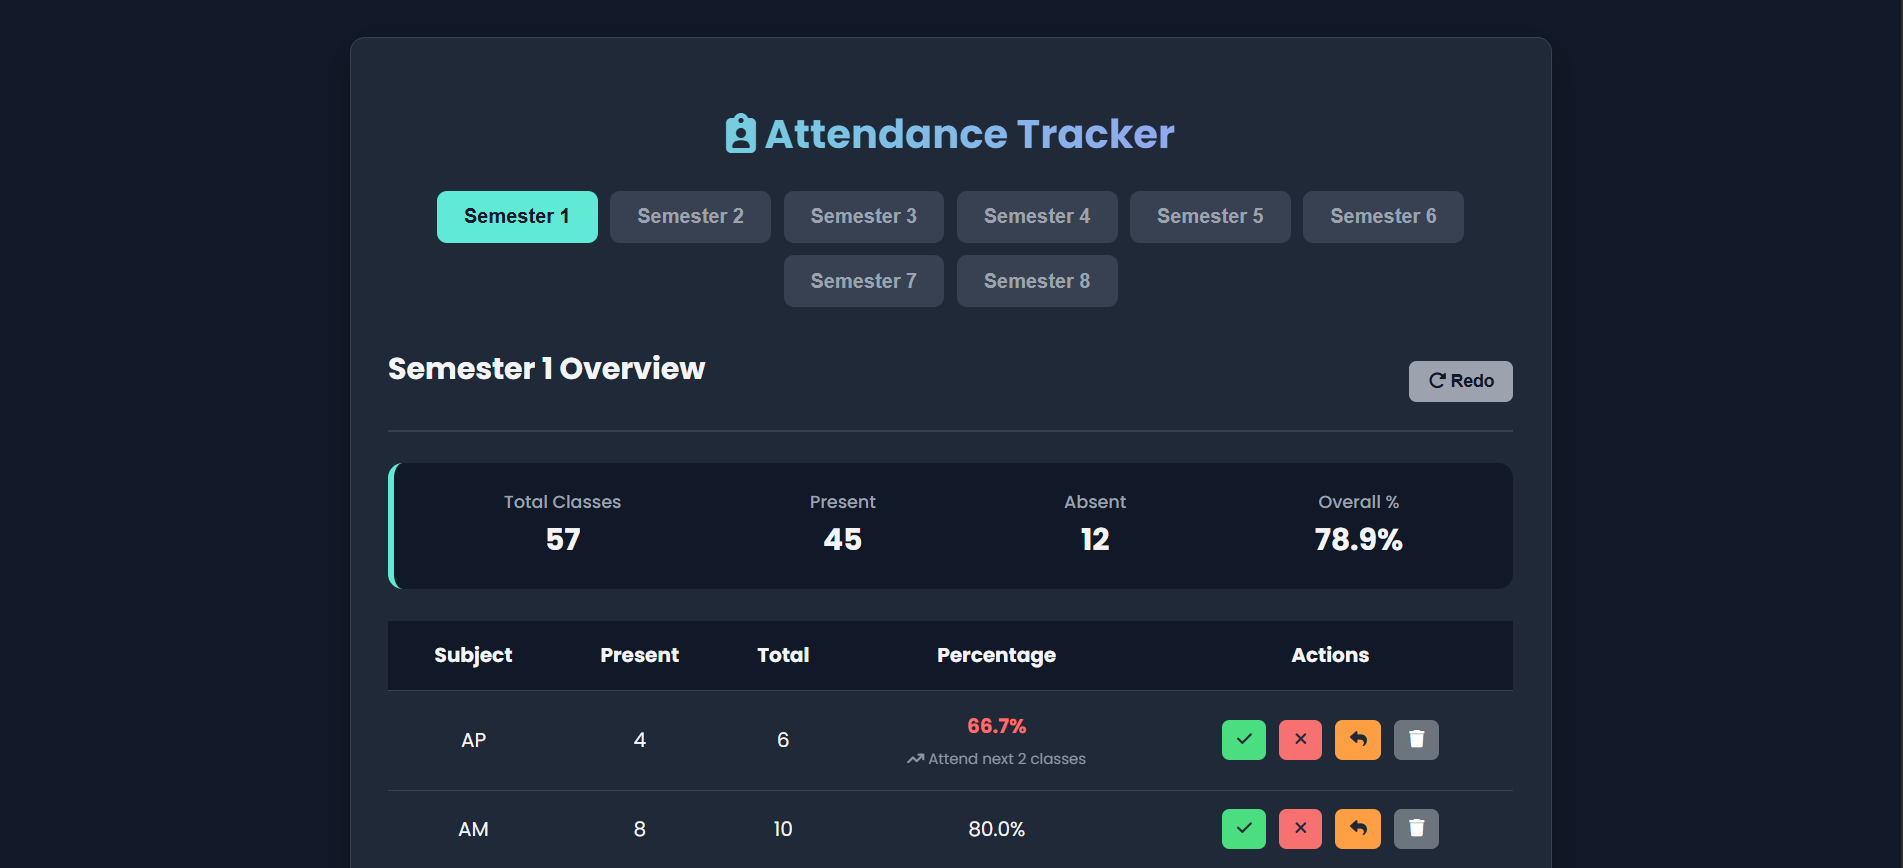 Attendance Tracker
Semester 1 Semester 2 Semester 3 Semester 4 Semester 5 Semester 6
Semester 7 Semester 8
Semester 1 Overview
Redo
Total Classes Present Absent Overall %
57 45 12 78.9%
Subject Present Total Percentage Actions
AP 4 6 66.7%
Attend next 2 classes
AM 8 10 80.0%